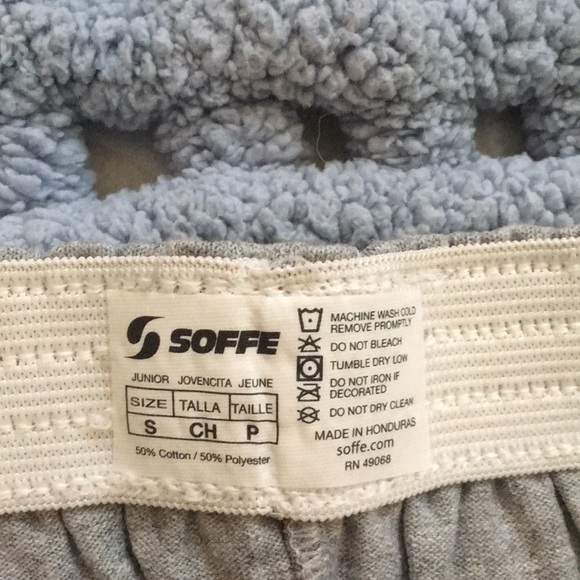 SOFFE
JUNIOR JOVENCITA JEUNE
SIZE TALLA TAILLE
S CH P
50% Cotton / 50% Polyester
MACHINE WASH COLD
REMOVE PROMPTLY
DO NOT BLEACH
TUMBLE DRY LOW
DO NOT IRON IF
DECORATED
DO NOT DRY CLEAN
MADE IN HONDURAS
soffe.com
RN 49068